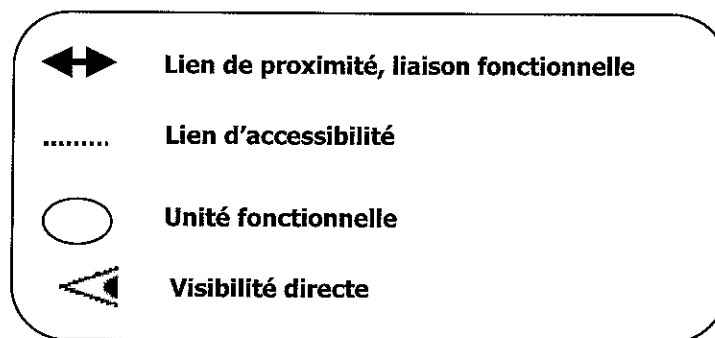 Lien de proximité, liaison fonctionnelle
Lien d'accessibilité
Unité fonctionnelle
Visibilité directe